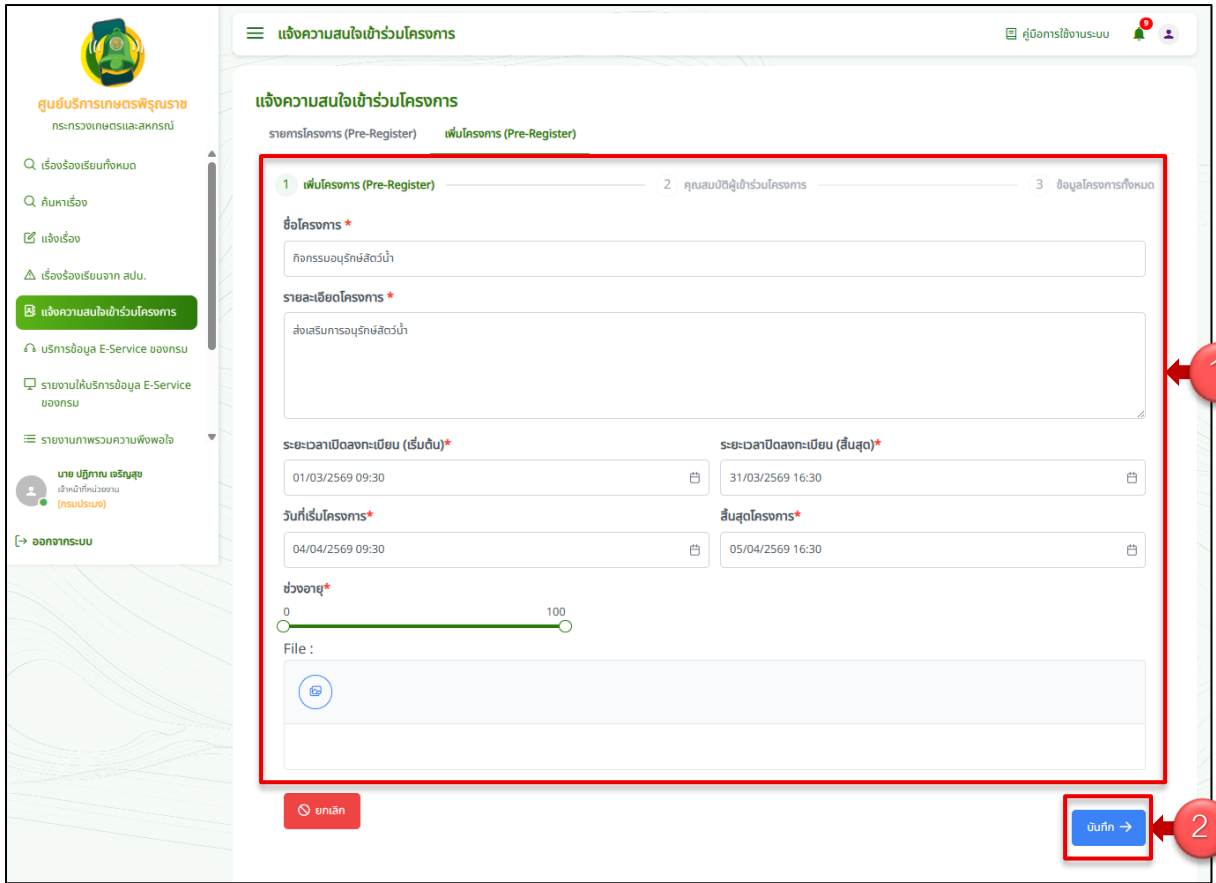 ศูนย์บริการเกษตรพิรุณราช
กระทรวงเกษตรและสหกรณ์
เรื่องร้องเรียนทั้งหมด
ค้นหาเรื่อง
แจ้งเรื่อง
เรื่องร้องเรียนจาก สปน.
แจ้งความสนใจเข้าร่วมโครงการ
บริการข้อมูล E-Service ของกรม
รายงานให้บริการข้อมูล E-Service
ของกรม
รายงานภาพรวมความพึงพอใจ
นาย ปฏิภาณ เจริญสุข
เจ้าหน้าที่หน่วยงาน
(กรมประมง)
ออกจากระบบ
แจ้งความสนใจเข้าร่วมโครงการ
คู่มือการใช้งานระบบ
9
แจ้งความสนใจเข้าร่วมโครงการ
รายการโครงการ (Pre-Register) เพิ่มโครงการ (Pre-Register)
1 เพิ่มโครงการ (Pre-Register) 2 คุณสมบัติผู้เข้าร่วมโครงการ 3 ข้อมูลโครงการทั้งหมด
ชื่อโครงการ *
กิจกรรมอนุรักษ์สัตว์น้ำ
รายละเอียดโครงการ *
ส่งเสริมการอนุรักษ์สัตว์น้ำ
1
ระยะเวลาเปิดลงทะเบียน (เริ่มต้น)* ระยะเวลาปิดลงทะเบียน (สิ้นสุด)*
01/03/2569 09:30 31/03/2569 16:30
วันที่เริ่มโครงการ* สิ้นสุดโครงการ*
04/04/2569 09:30 05/04/2569 16:30
ช่วงอายุ*
0 100
File :
ยกเลิก
บันทึก →
2